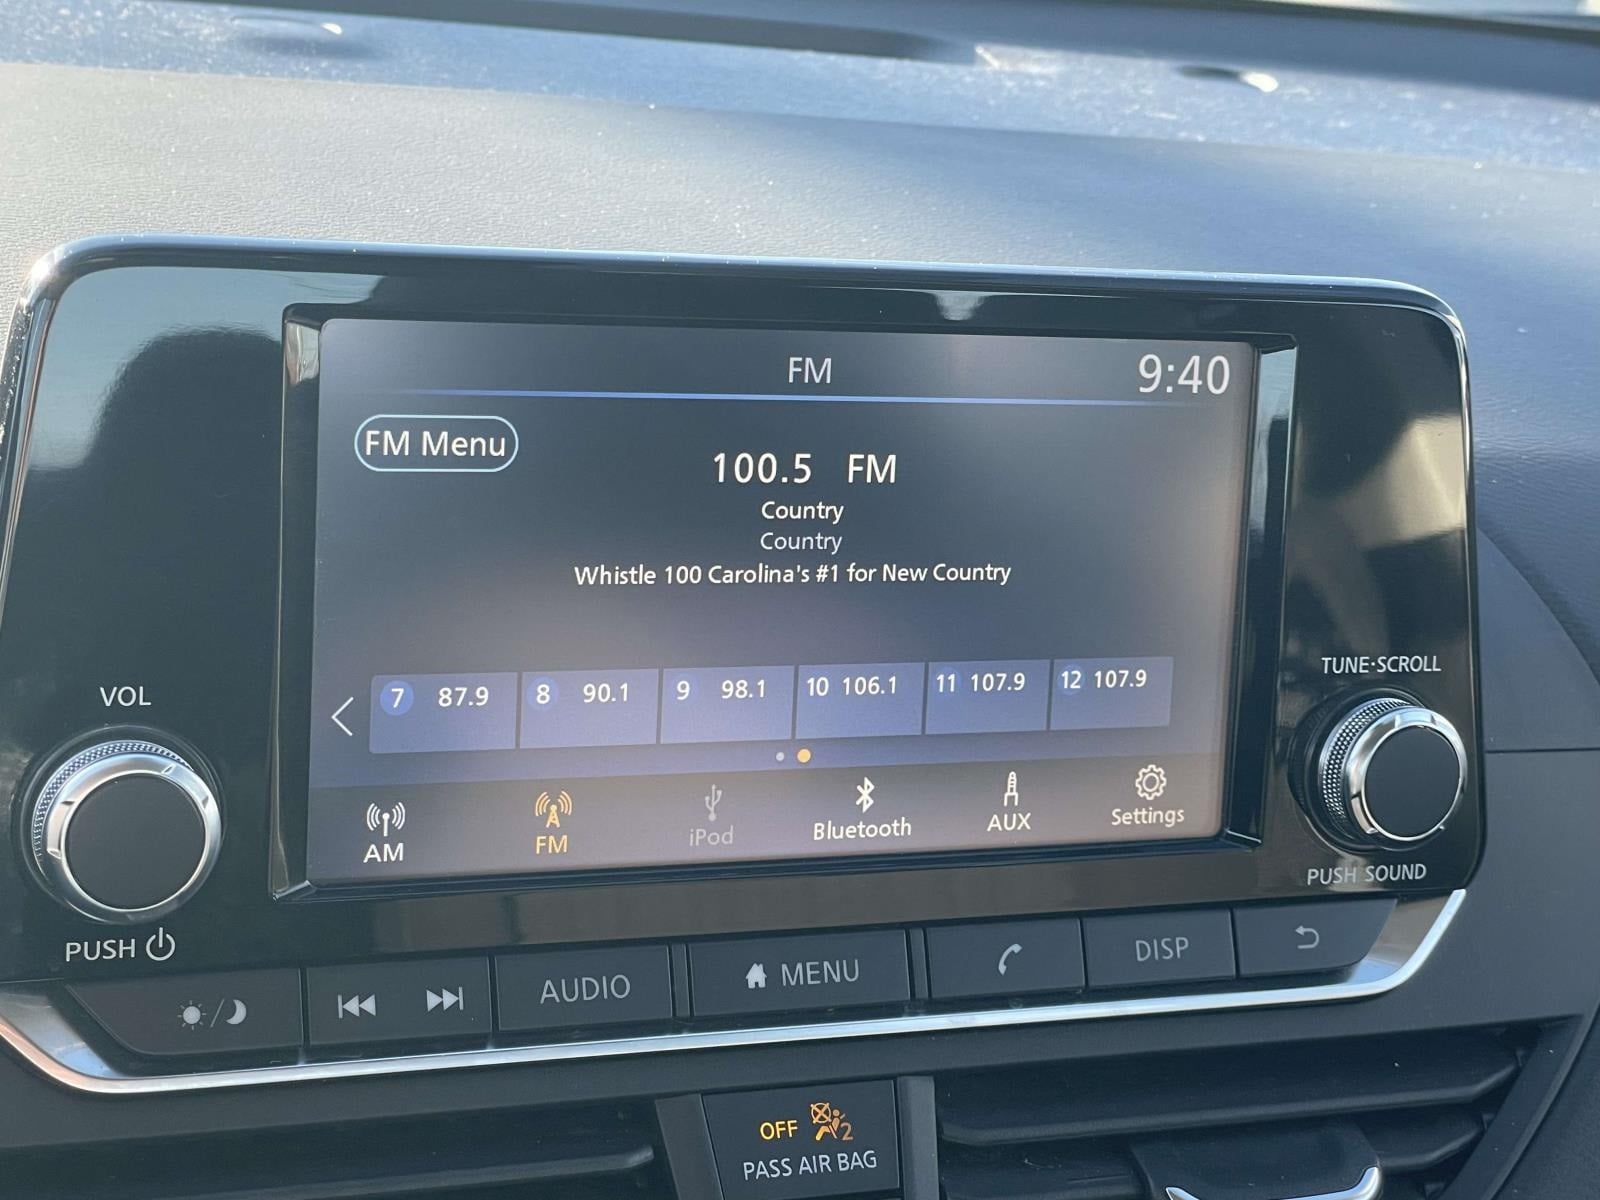 FM 9:40
FM Menu
100.5 FM
Country
Country
Whistle 100 Carolina's #1 for New Country
7 87.9 8 90.1 9 98.1 10 106.1 11 107.9 12 107.9
AM FM iPod Bluetooth AUX Settings
VOL
PUSH
TUNE·SCROLL
PUSH SOUND
AUDIO MENU DISP
OFF 2
PASS AIR BAG